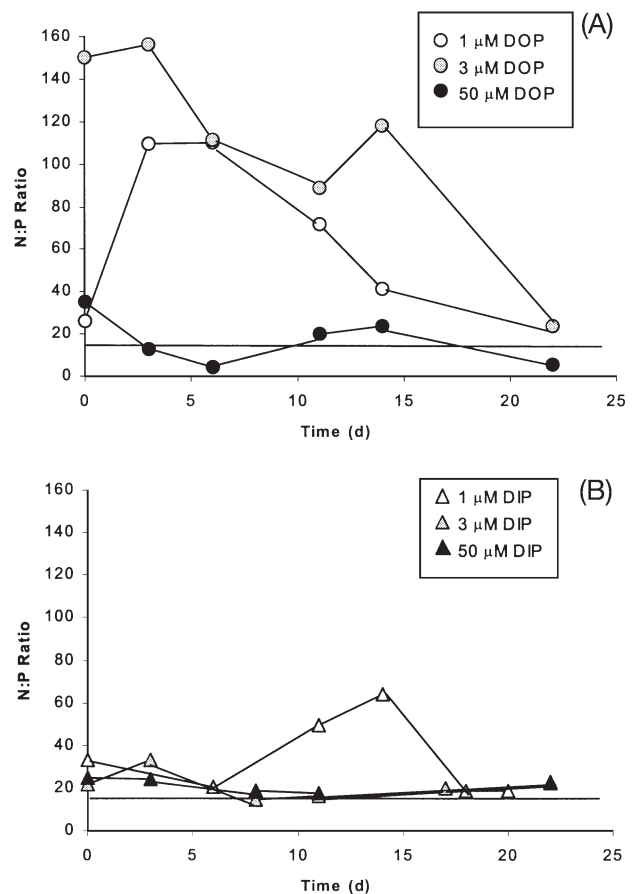 (A)
1 μM DOP
3 μM DOP
50 μM DOP
160
140
120
100
80
60
40
20
0
N:P Ratio
0 5 10 15 20 25
Time (d)
(B)
1 μM DIP
3 μM DIP
50 μM DIP
160
140
120
100
80
60
40
20
0
N:P Ratio
0 5 10 15 20 25
Time (d)